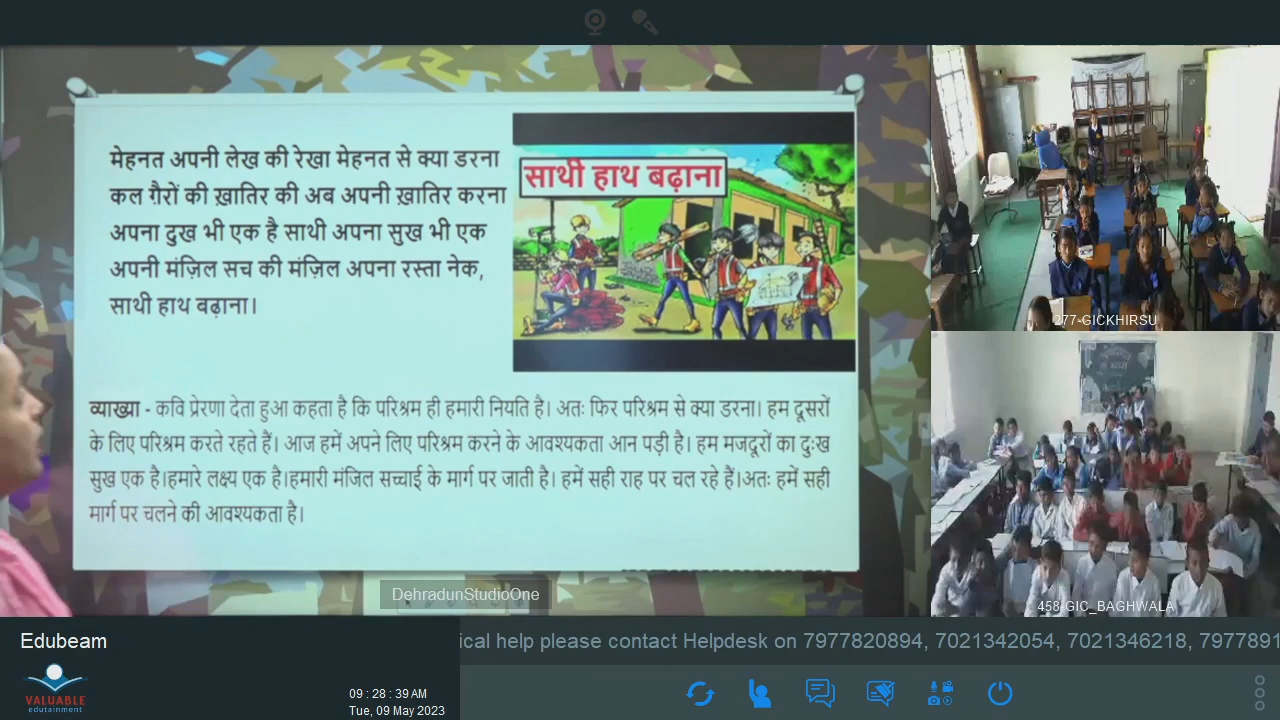 मेहनत अपनी लेख की रेखा मेहनत से क्या डरना
कल ग़ैरों की ख़ातिर की अब अपनी ख़ातिर करना
अपना दुख भी एक है साथी अपना सुख भी एक
अपनी मंज़िल सच की मंज़िल अपना रस्ता नेक,
साथी हाथ बढ़ाना।
साथी हाथ बढ़ाना
व्याख्या - कवि प्रेरणा देता हुआ कहता है कि परिश्रम ही हमारी नियति है। अतः फिर परिश्रम से क्या डरना। हम दूसरों
के लिए परिश्रम करते रहते हैं। आज हमें अपने लिए परिश्रम करने के आवश्यकता आन पड़ी है। हम मजदूरों का दुःख
सुख एक है।हमारे लक्ष्य एक है।हमारी मंजिल सच्चाई के मार्ग पर जाती है। हमें सही राह पर चल रहे हैं।अतः हमें सही
मार्ग पर चलने की आवश्यकता है।
DehradunStudioOne
277-GICKHIRSU
458-GIC_BAGHWALA
Edubeam
ical help please contact Helpdesk on 7977820894, 7021342054, 7021346218, 797789
VALUABLE
edutainment
09 : 28 : 39 AM
Tue, 09 May 2023